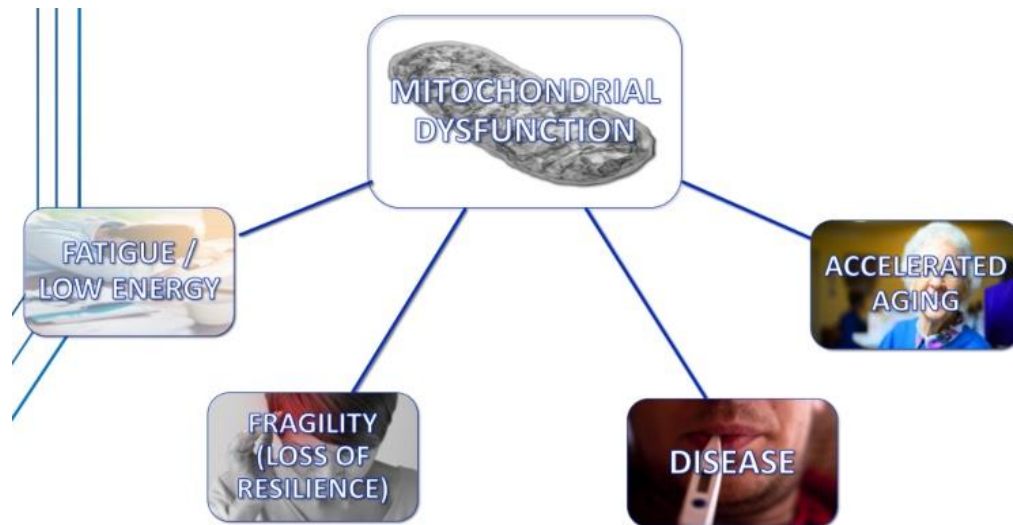 MITOCHONDRIAL
DYSFUNCTION
FATIGUE /
LOW ENERGY
ACCELERATED
AGING
FRAGILITY
(LOSS OF
RESILIENCE)
DISEASE